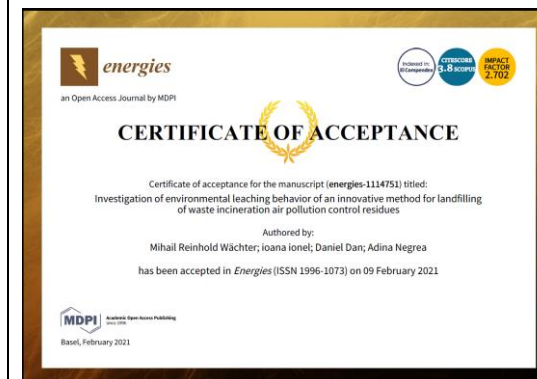 energies
Indexed in:
Ei Compendex
CITESCORE
3.8 SCOPUS
IMPACT
FACTOR
2.702
an Open Access Journal by MDPI
CERTIFICATE OF ACCEPTANCE
Certificate of acceptance for the manuscript (energies-1114751) titled:
Investigation of environmental leaching behavior of an innovative method for landfilling
of waste incineration air pollution control residues
Authored by:
Mihail Reinhold Wächter; ioana ionel; Daniel Dan; Adina Negrea
has been accepted in Energies (ISSN 1996-1073) on 09 February 2021
MDPI
Academic Open Access Publishing
since 1996
Basel, February 2021